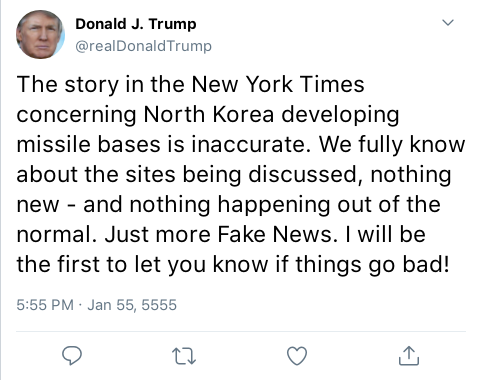 Donald J. Trump
@realDonaldTrump
The story in the New York Times
concerning North Korea developing
missile bases is inaccurate. We fully know
about the sites being discussed, nothing
new - and nothing happening out of the
normal. Just more Fake News. I will be
the first to let you know if things go bad!
5:55 PM · Jan 55, 5555